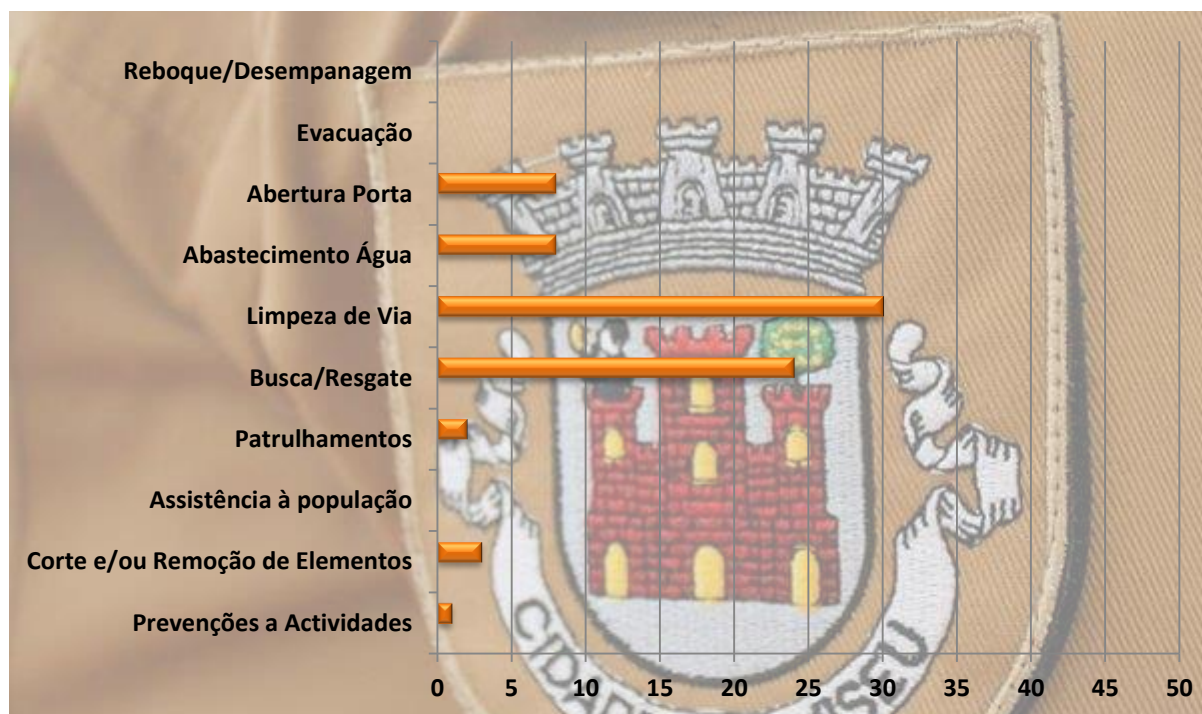 Reboque/Desempanagem
Evacuação
Abertura Porta
Abastecimento Água
Limpeza de Via
Busca/Resgate
Patrulhamentos
Assistência à população
Corte e/ou Remoção de Elementos
Prevenções a Actividades
0 5 10 15 20 25 30 35 40 45 50